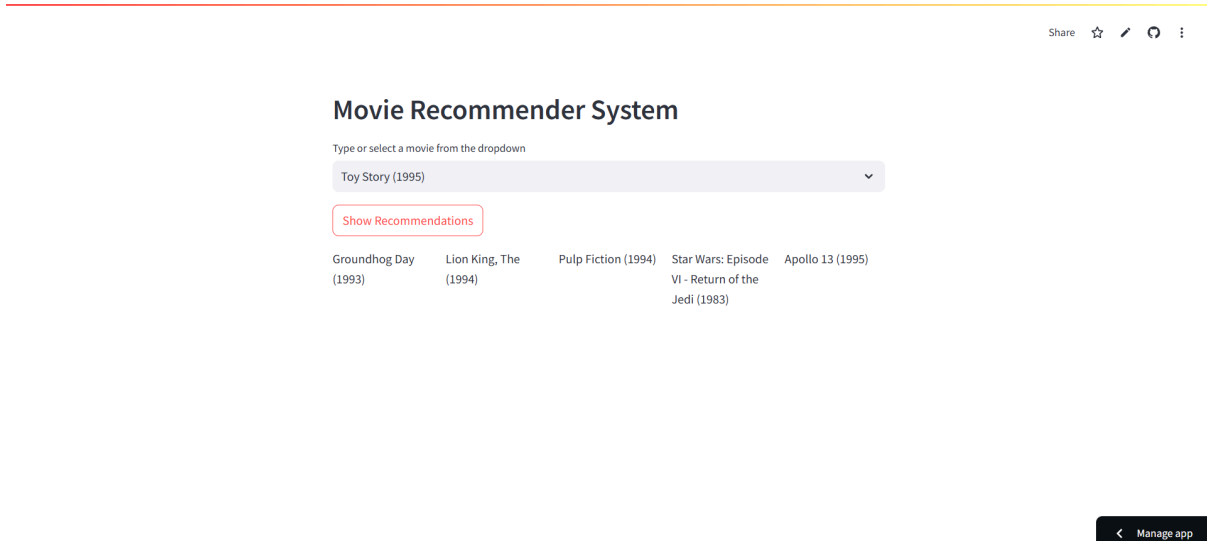 Share
Movie Recommender System
Type or select a movie from the dropdown
Toy Story (1995)
Show Recommendations
Groundhog Day
(1993)
Lion King, The
(1994)
Pulp Fiction (1994)
Star Wars: Episode
VI - Return of the
Jedi (1983)
Apollo 13 (1995)
Manage app